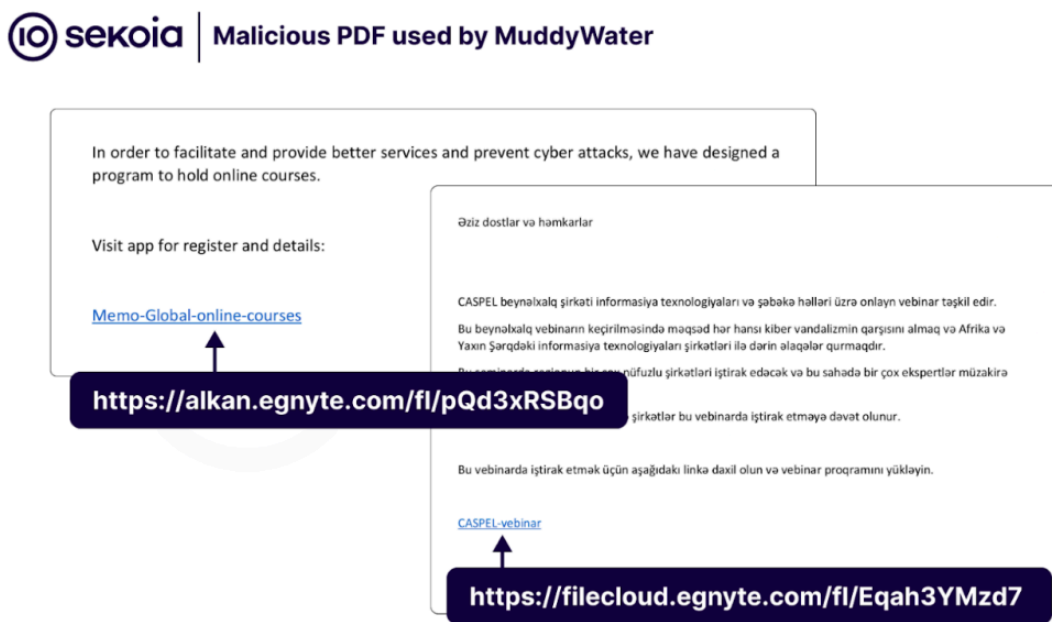 sekoia
Malicious PDF used by MuddyWater
In order to facilitate and provide better services and prevent cyber attacks, we have designed a
program to hold online courses.
Visit app for register and details:
Memo-Global-online-courses
https://alkan.egnyte.com/fl/pQd3xRSBqo
Əziz dostlar və həmkarlar
CASPEL beynəlxalq şirkəti informasiya texnologiyaları və şəbəkə həlləri üzrə onlayn vebinar təşkil edir.
Bu beynəlxalq vebinarın keçirilməsində məqsəd hər hansı kiber vandalizmin qarşısını almaq və Afrika və
Yaxın Şərqdəki informasiya texnologiyaları şirkətləri ilə dərin əlaqələr qurmaqdır.
nüfuzlu şirkətləri iştirak edəcək və bu sahədə bir çox ekspertlər müzakirə
şirkətlər bu vebinarda iştirak etməyə dəvət olunur.
Bu vebinarda iştirak etmək üçün aşağıdakı linkə daxil olun və vebinar proqramını yükləyin.
CASPEL-vebinar
https://filecloud.egnyte.com/fl/Eqah3YMzd7